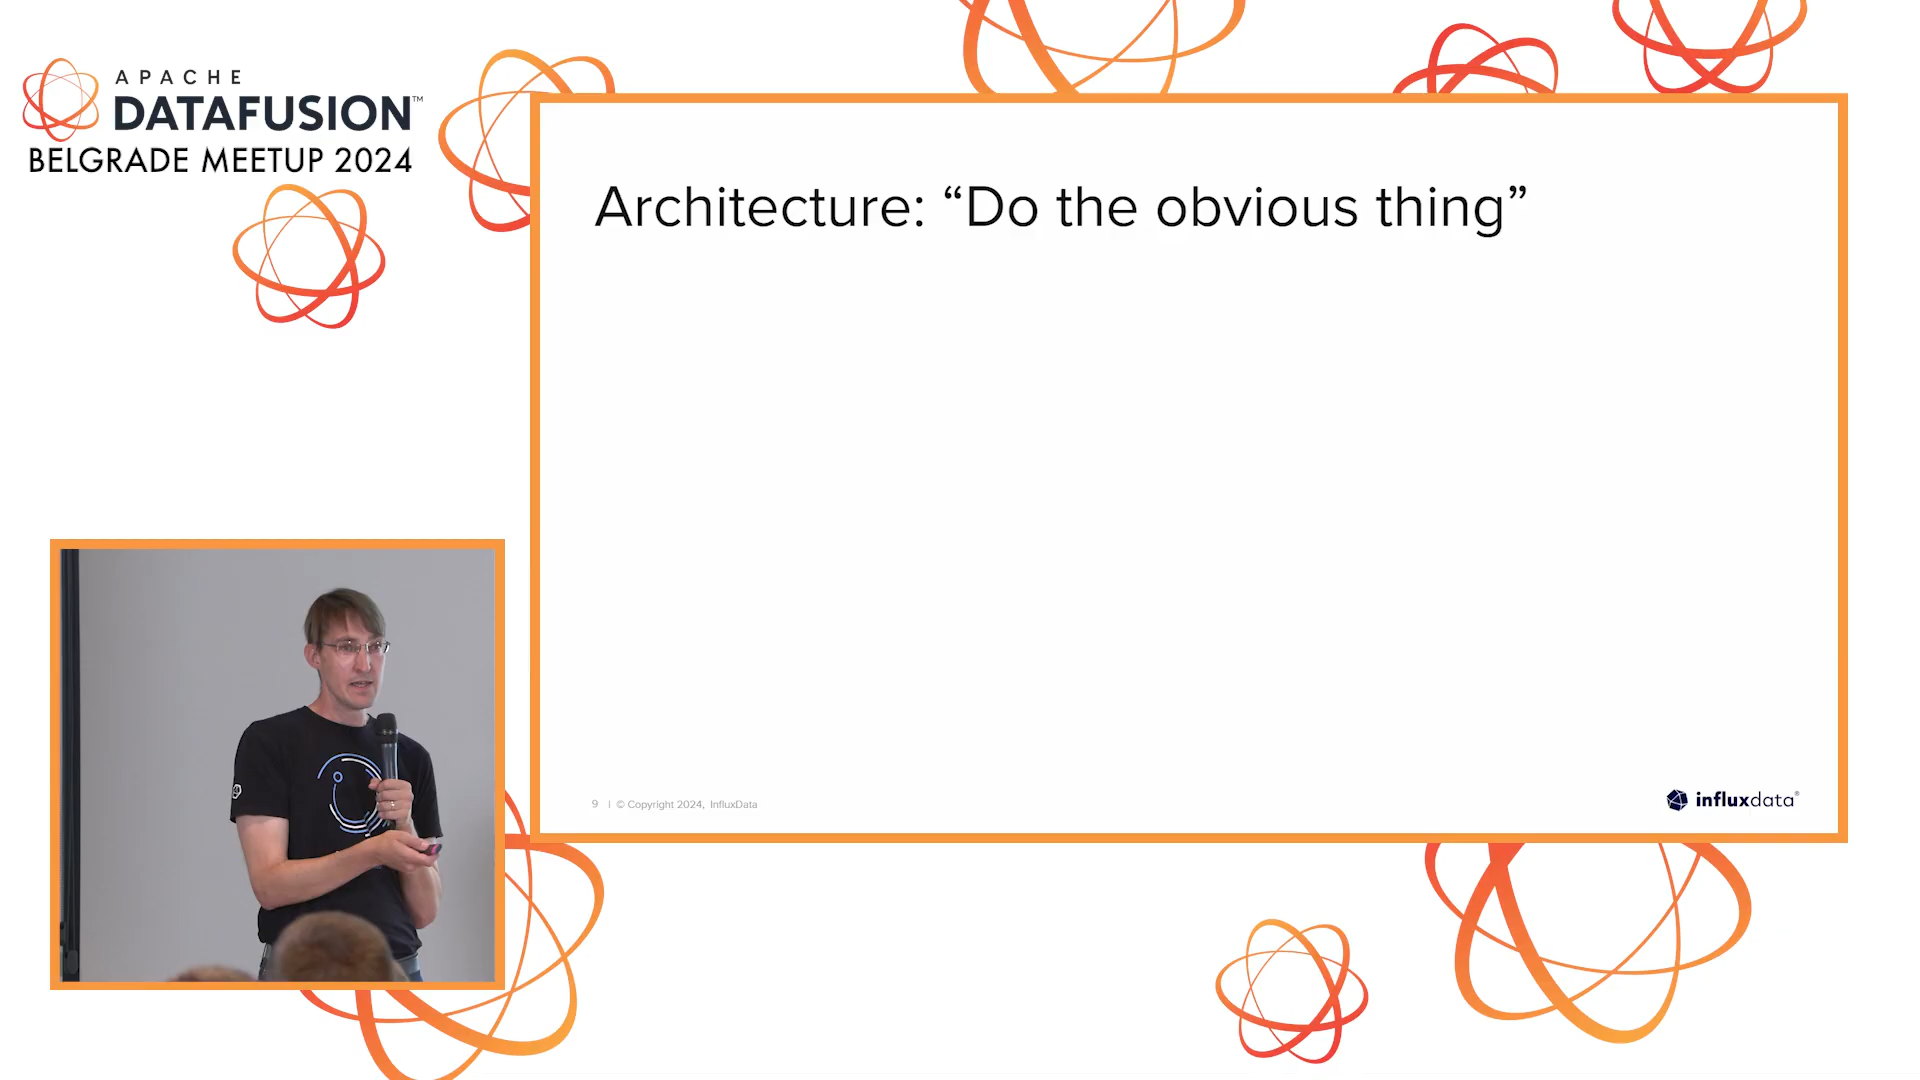 APACHE
DATAFUSION™
BELGRADE MEETUP 2024
Architecture: “Do the obvious thing”
9 | © Copyright 2024, InfluxData
influxdata®